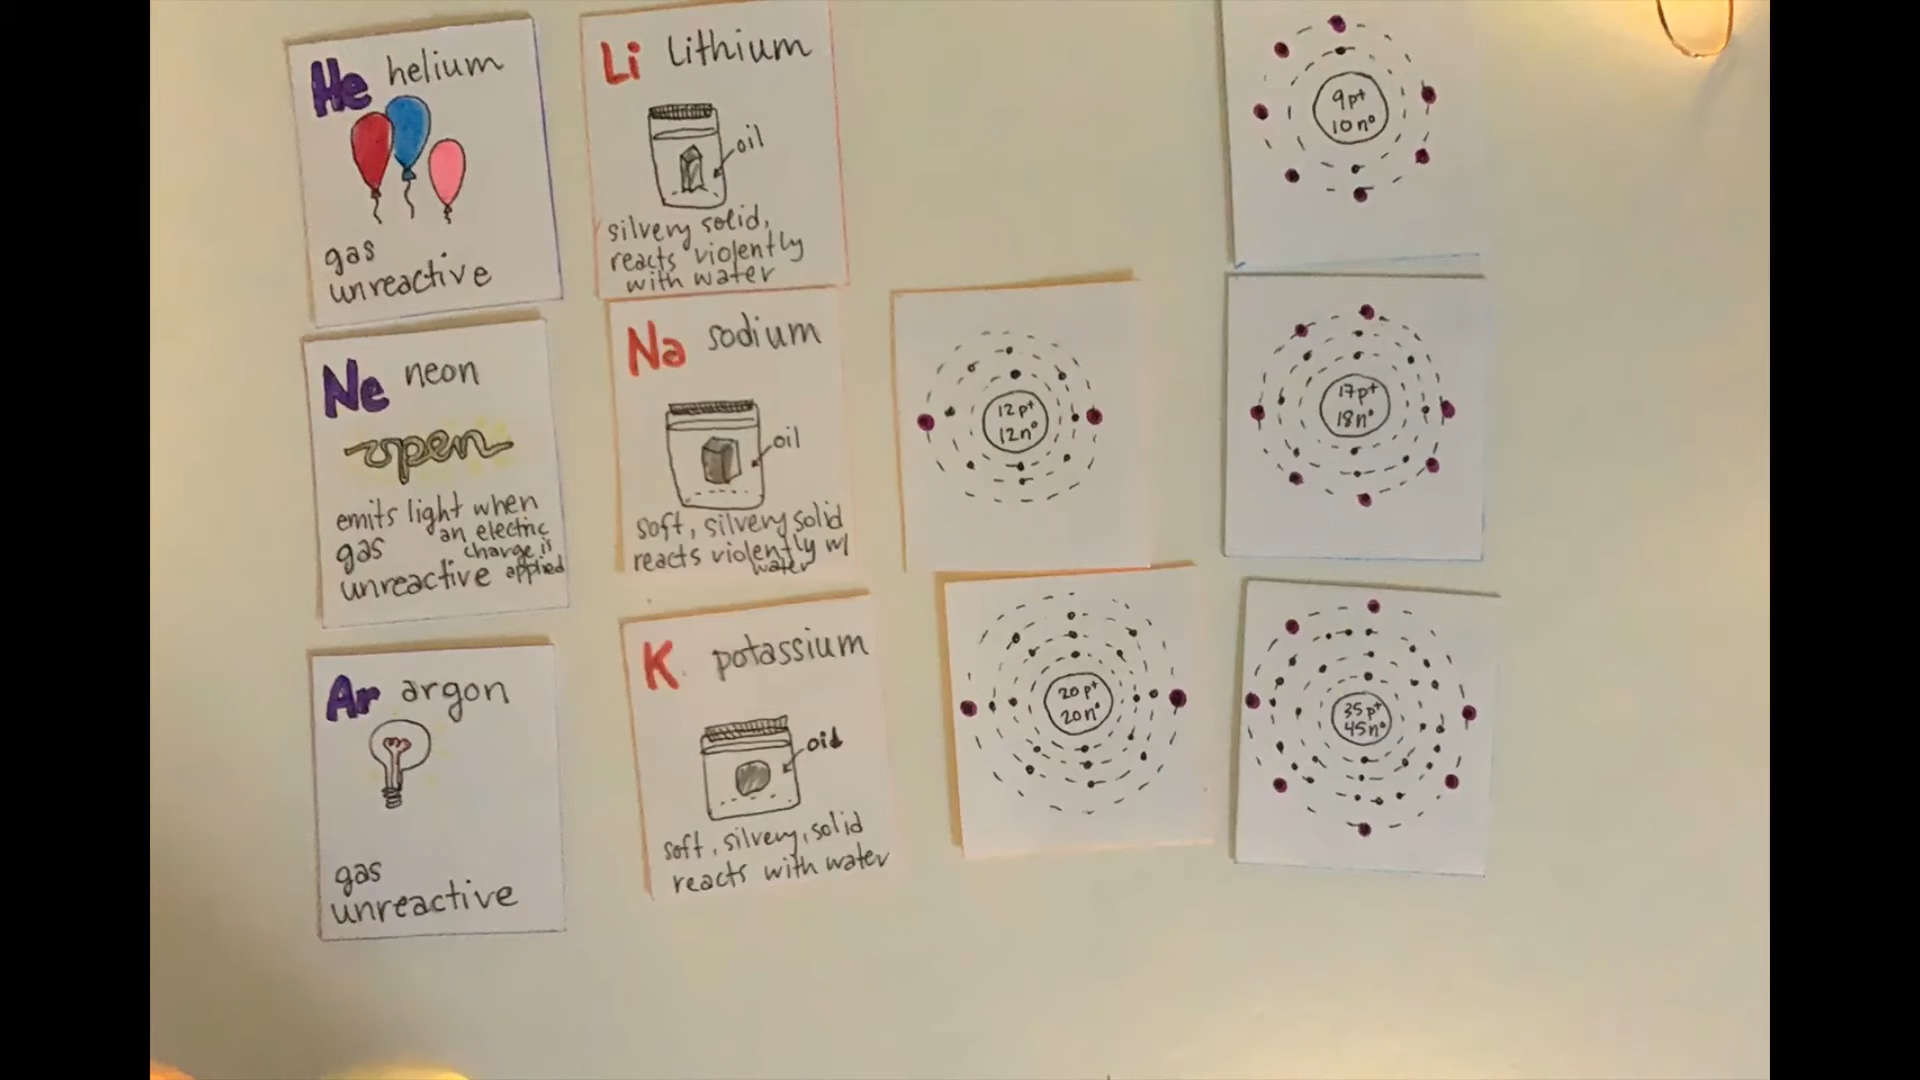 He helium
gas
unreactive
Li lithium
oil
silvery solid,
reacts violently
with water
9p+
10n°
Ne neon
open
emits light when
an electric
charge is
applied
gas
unreactive
Na sodium
oil
soft, silvery solid
reacts violently w/
water
12p+
12n°
17p+
18n°
Ar argon
gas
unreactive
K potassium
oil
soft, silvery, solid
reacts with water
20p+
20n°
35p+
45n°